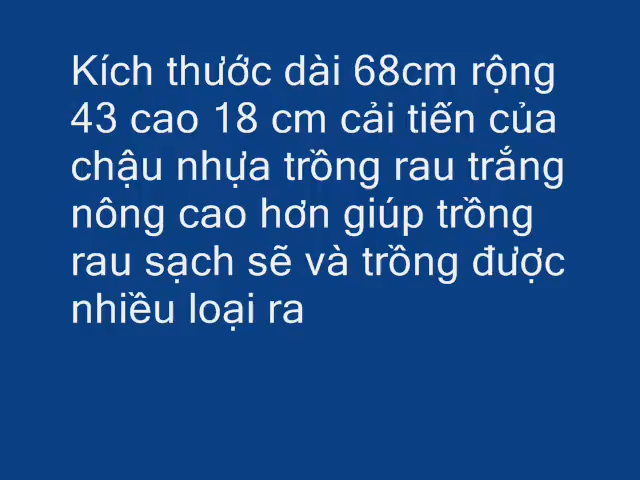 Kích thước dài 68cm rộng
43 cao 18 cm cải tiến của
chậu nhựa trồng rau trắng
nông cao hơn giúp trồng
rau sạch sẽ và trồng được
nhiều loại ra